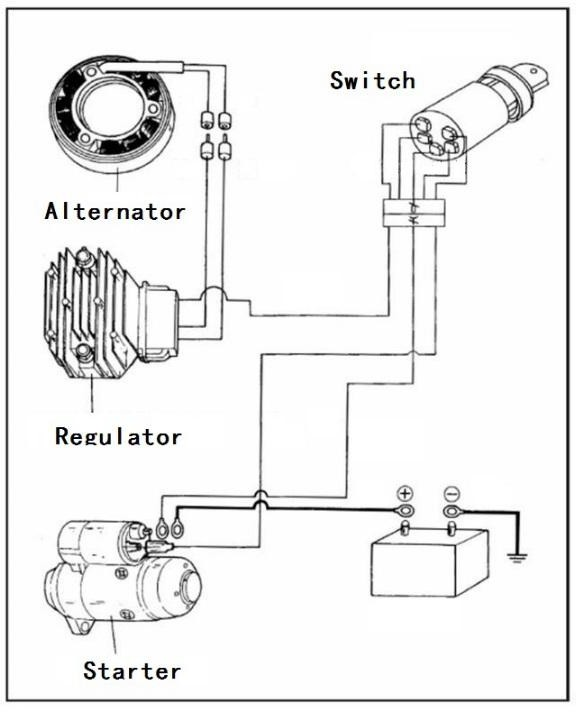 Switch
Alternator
Regulator
+ −
Starter